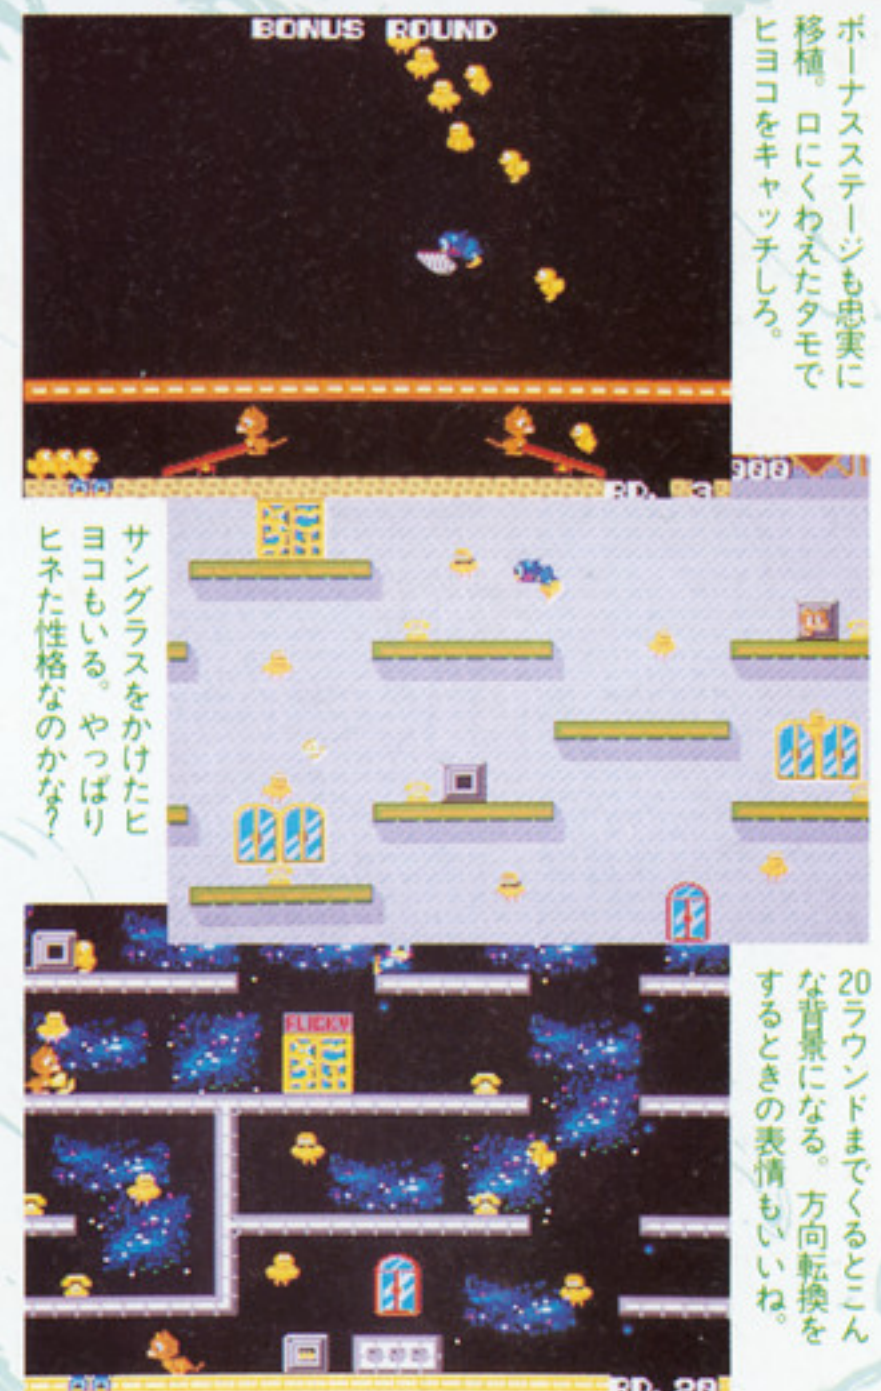 BONUS ROUND
ボーナスステージも忠実に
移植。口にくわえたタモで
ヒヨコをキャッチしろ。
RD. 3
900
サングラスをかけたヒ
ヨコもいる。やっぱり
ヒネた性格なのかな?
FLICKY
RD. 20
20ラウンドまでくるとこん
な背景になる。方向転換を
するときの表情もいいね。